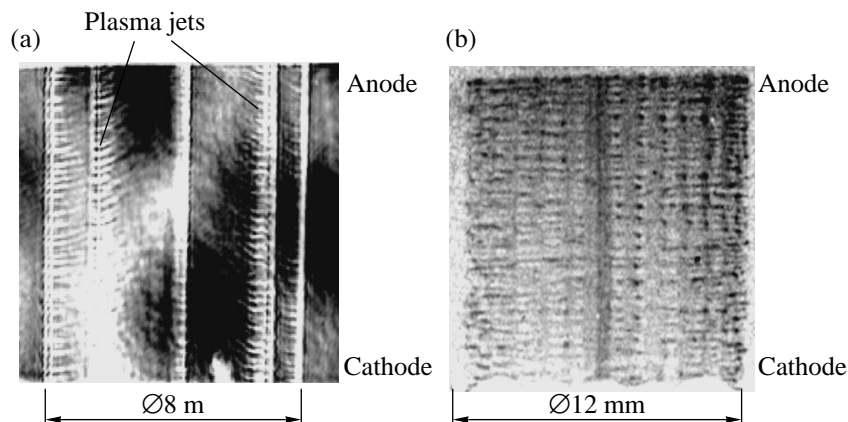 Plasma jets
(a)
(b)
Anode
Anode
Cathode
Cathode
∅8 m
∅12 mm